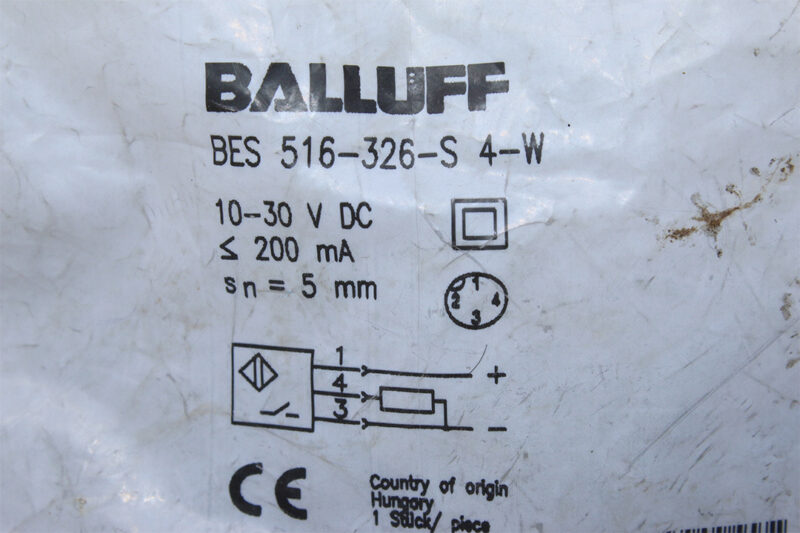 BALLUFF
BES 516-326-S 4-W
10-30 V DC
≤ 200 mA
sn = 5 mm
1
2 4
3
1 +
4
3 -
CE
Country of origin
Hungary
1 Stück/ piece